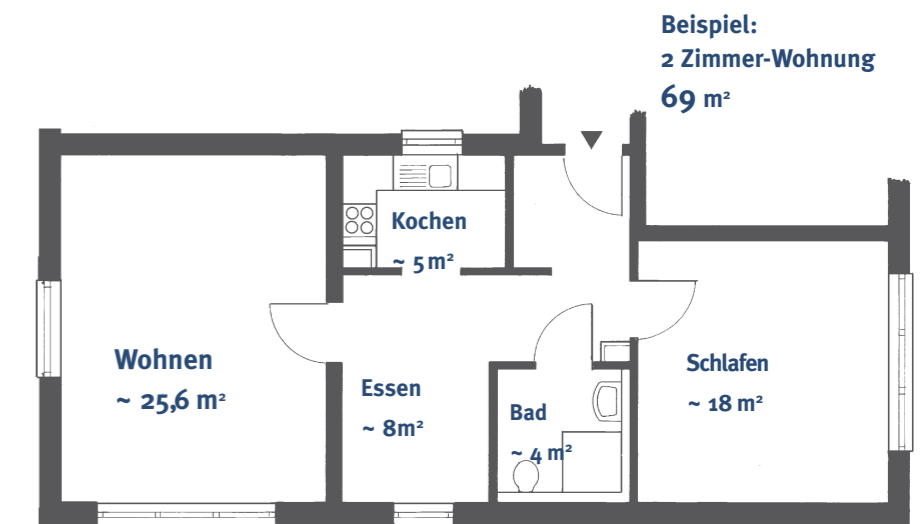 Beispiel:
2 Zimmer-Wohnung
69 m²
Kochen
~ 5 m²
Wohnen
~ 25,6 m²
Essen
~ 8m²
Bad
~ 4 m²
Schlafen
~ 18 m²